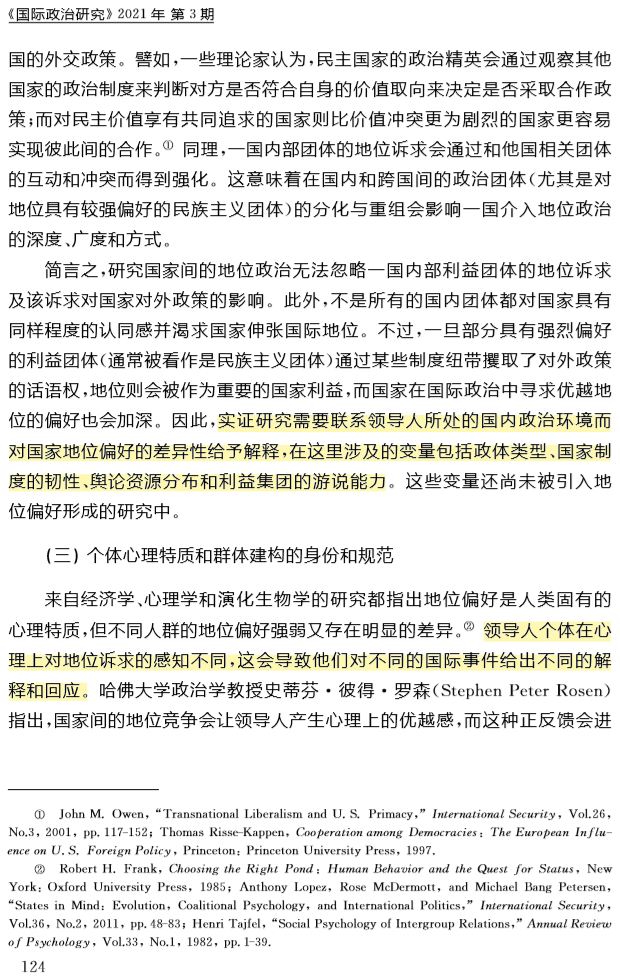 《国际政治研究》2021 年 第 3 期
国的外交政策。譬如,一些理论家认为,民主国家的政治精英会通过观察其他
国家的政治制度来判断对方是否符合自身的价值取向来决定是否采取合作政
策;而对民主价值享有共同追求的国家则比价值冲突更为剧烈的国家更容易
实现彼此间的合作。① 同理,一国内部团体的地位诉求会通过和他国相关团体
的互动和冲突而得到强化。这意味着在国内和跨国间的政治团体(尤其是对
地位具有较强偏好的民族主义团体)的分化与重组会影响一国介入地位政治
的深度、广度和方式。
简言之,研究国家间的地位政治无法忽略一国内部利益团体的地位诉求
及该诉求对国家对外政策的影响。此外,不是所有的国内团体都对国家具有
同样程度的认同感并渴求国家伸张国际地位。不过,一旦部分具有强烈偏好
的利益团体(通常被看作是民族主义团体)通过某些制度纽带攫取了对外政策
的话语权,地位则会被作为重要的国家利益,而国家在国际政治中寻求优越地
位的偏好也会加深。因此,实证研究需要联系领导人所处的国内政治环境而
对国家地位偏好的差异性给予解释,在这里涉及的变量包括政体类型、国家制
度的韧性、舆论资源分布和利益集团的游说能力。这些变量还尚未被引入地
位偏好形成的研究中。
(三) 个体心理特质和群体建构的身份和规范
来自经济学、心理学和演化生物学的研究都指出地位偏好是人类固有的
心理特质,但不同人群的地位偏好强弱又存在明显的差异。② 领导人个体在心
理上对地位诉求的感知不同,这会导致他们对不同的国际事件给出不同的解
释和回应。哈佛大学政治学教授史蒂芬·彼得·罗森(Stephen Peter Rosen)
指出,国家间的地位竞争会让领导人产生心理上的优越感,而这种正反馈会进
① John M. Owen, “Transnational Liberalism and U. S. Primacy,” International Security, Vol.26,
No.3, 2001, pp. 117-152; Thomas Risse-Kappen, Cooperation among Democracies: The European Influ-
ence on U. S. Foreign Policy, Princeton: Princeton University Press, 1997.
② Robert H. Frank, Choosing the Right Pond: Human Behavior and the Quest for Status, New
York: Oxford University Press, 1985; Anthony Lopez, Rose McDermott, and Michael Bang Petersen,
“States in Mind: Evolution, Coalitional Psychology, and International Politics,” International Security,
Vol.36, No.2, 2011, pp. 48-83; Henri Tajfel, “Social Psychology of Intergroup Relations,” Annual Review
of Psychology, Vol.33, No.1, 1982, pp. 1-39.
124